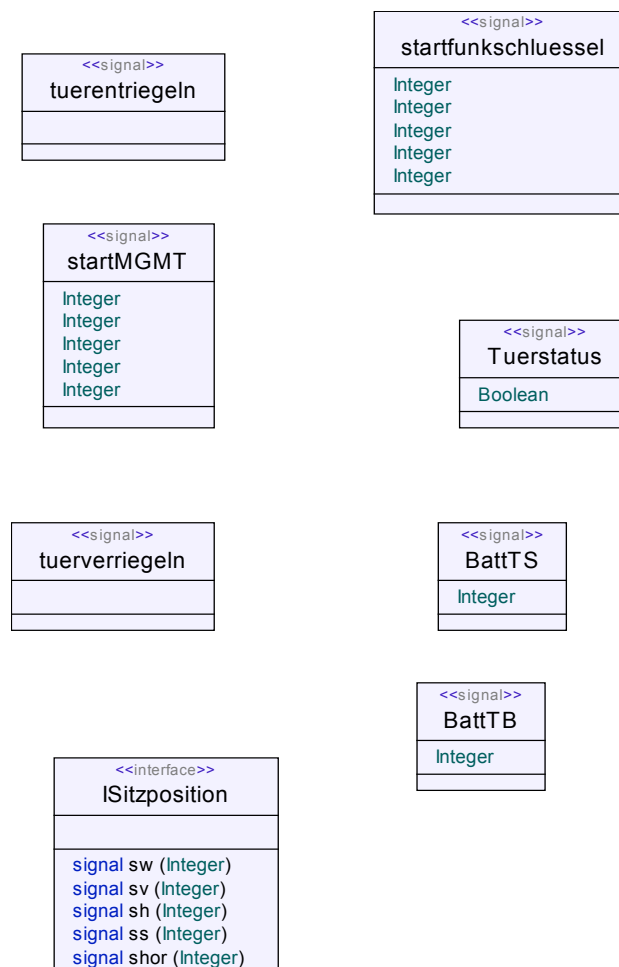 <<signal>>
tuerentriegeln
<<signal>>
startfunkschluessel
Integer
Integer
Integer
Integer
Integer
<<signal>>
startMGMT
Integer
Integer
Integer
Integer
Integer
<<signal>>
Tuerstatus
Boolean
<<signal>>
tuerverriegeln
<<signal>>
BattTS
Integer
<<signal>>
BattTB
Integer
<<interface>>
ISitzposition
signal sw (Integer)
signal sv (Integer)
signal sh (Integer)
signal ss (Integer)
signal shor (Integer)